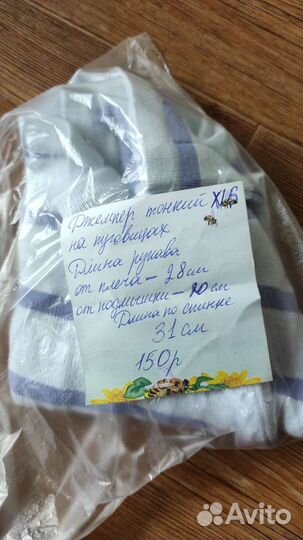 Джемпер тонкий Х/Б
на пуговицах
Длина рукава
от плеча – 28 см
от подмышки – 20 см
Длина по спинке
31 см
150р
Avito